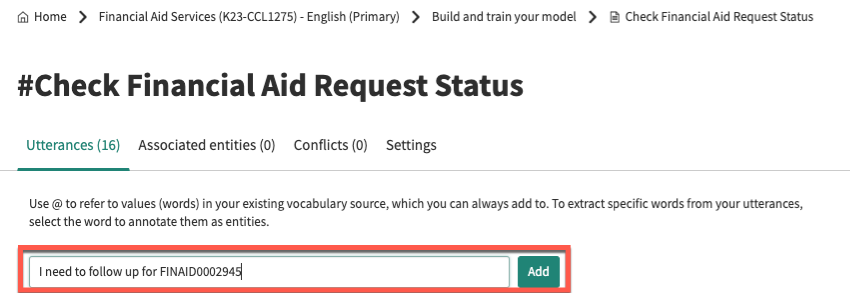 Home > Financial Aid Services (K23-CCL1275) - English (Primary) > Build and train your model > Check Financial Aid Request Status
#Check Financial Aid Request Status
Utterances (16) Associated entities (0) Conflicts (0) Settings
Use @ to refer to values (words) in your existing vocabulary source, which you can always add to. To extract specific words from your utterances,
select the word to annotate them as entities.
I need to follow up for FINAID0002945 Add